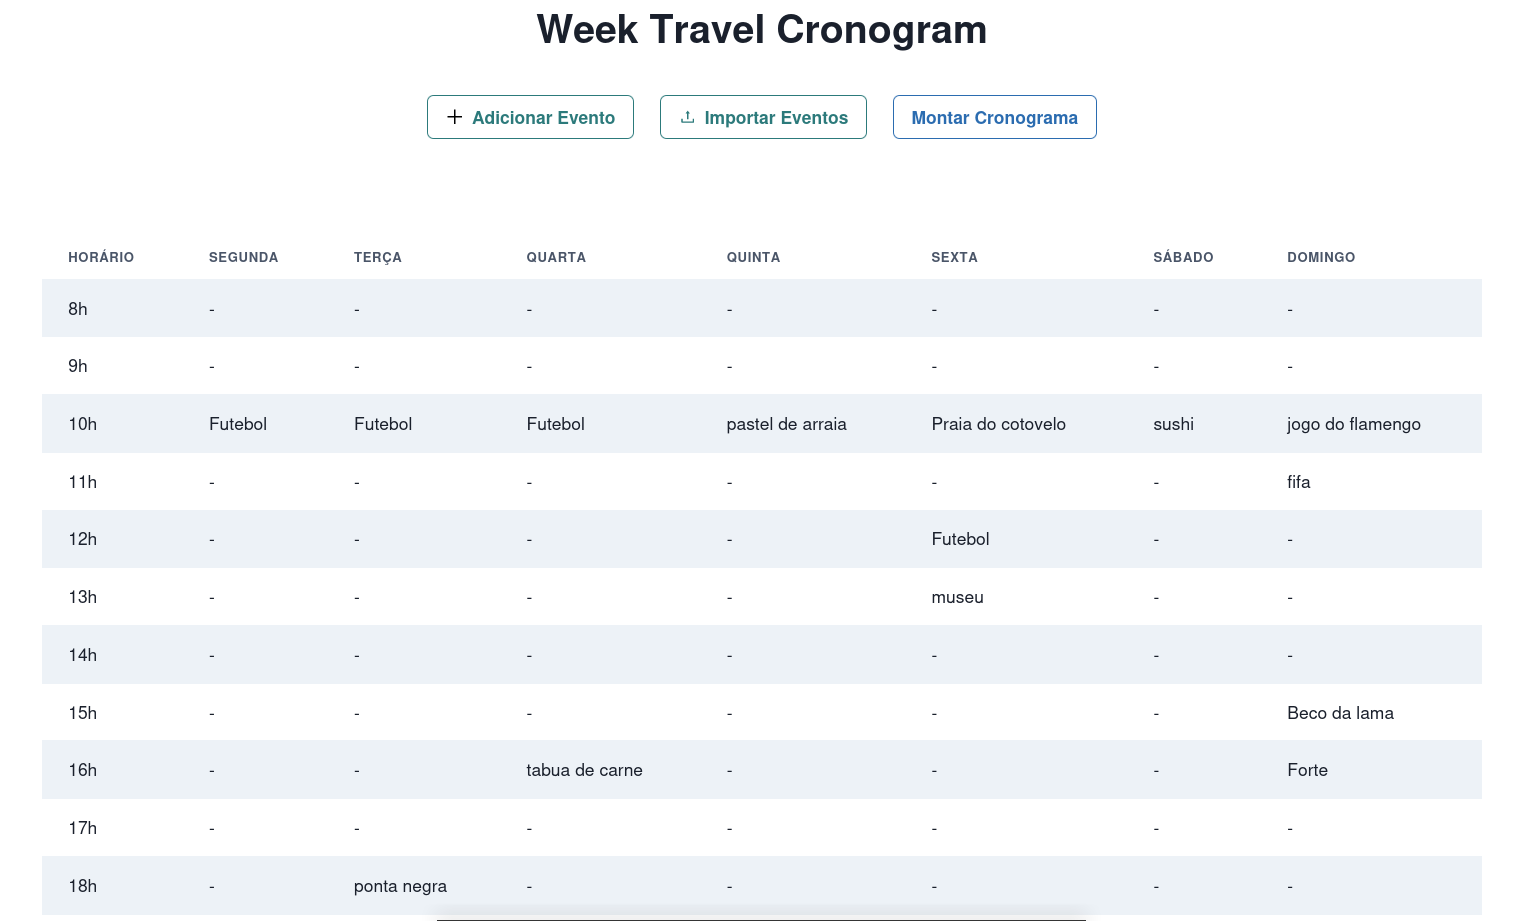 Week Travel Cronogram
Adicionar Evento Importar Eventos Montar Cronograma
HORÁRIO SEGUNDA TERÇA QUARTA QUINTA SEXTA SÁBADO DOMINGO
8h - - - - - - -
9h - - - - - - -
10h Futebol Futebol Futebol pastel de arraia Praia do cotovelo sushi jogo do flamengo
11h - - - - - - fifa
12h - - - - Futebol - -
13h - - - - museu - -
14h - - - - - - -
15h - - - - - - Beco da lama
16h - - tabua de carne - - - Forte
17h - - - - - - -
18h - ponta negra - - - - -